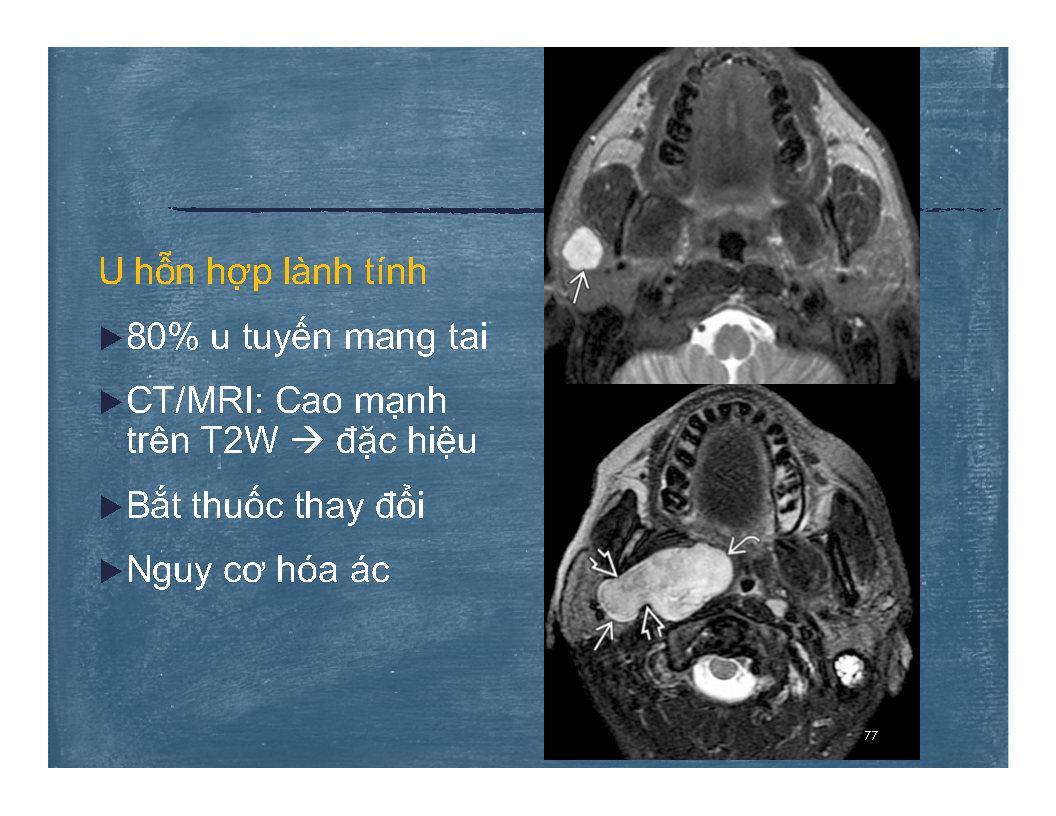 U hỗn hợp lành tính
▶80% u tuyến mang tai
▶CT/MRI: Cao mạnh
trên T2W → đặc hiệu
▶Bắt thuốc thay đổi
▶Nguy cơ hóa ác
77